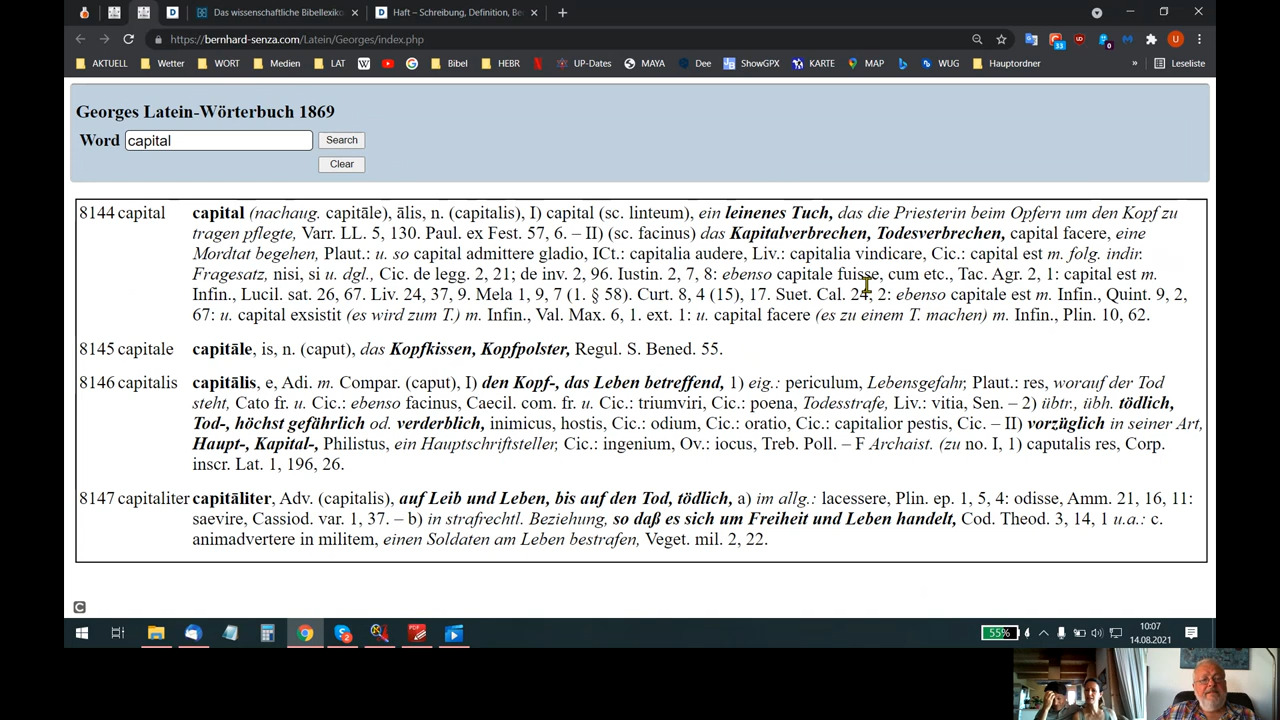 Das wissenschaftliche Bibellexiko
Haft – Schreibung, Definition, Be
https://bernhard-senza.com/Latein/Georges/index.php
AKTUELL Wetter WORT Medien LAT Bibel HEBR UP-Dates MAYA Dee ShowGPX KARTE MAP WUG Hauptordner » Leseliste
Georges Latein-Wörterbuch 1869
Word capital Search
Clear
8144 capital capital (nachaug. capitāle), ālis, n. (capitalis), I) capital (sc. linteum), ein leinenes Tuch, das die Priesterin beim Opfern um den Kopf zu
tragen pflegte, Varr. LL. 5, 130. Paul. ex Fest. 57, 6. – II) (sc. facinus) das Kapitalverbrechen, Todesverbrechen, capital facere, eine
Mordtat begehen, Plaut.: u. so capital admittere gladio, ICt.: capitalia audere, Liv.: capitalia vindicare, Cic.: capital est m. folg. indir.
Fragesatz, nisi, si u. dgl., Cic. de legg. 2, 21; de inv. 2, 96. Iustin. 2, 7, 8: ebenso capitale fuisse, cum etc., Tac. Agr. 2, 1: capital est m.
Infin., Lucil. sat. 26, 67. Liv. 24, 37, 9. Mela 1, 9, 7 (1. § 58). Curt. 8, 4 (15), 17. Suet. Cal. 24, 2: ebenso capitale est m. Infin., Quint. 9, 2,
67: u. capital exsistit (es wird zum T.) m. Infin., Val. Max. 6, 1. ext. 1: u. capital facere (es zu einem T. machen) m. Infin., Plin. 10, 62.
8145 capitale capitāle, is, n. (caput), das Kopfkissen, Kopfpolster, Regul. S. Bened. 55.
8146 capitalis capitālis, e, Adi. m. Compar. (caput), I) den Kopf-, das Leben betreffend, 1) eig.: periculum, Lebensgefahr, Plaut.: res, worauf der Tod
steht, Cato fr. u. Cic.: ebenso facinus, Caecil. com. fr. u. Cic.: triumviri, Cic.: poena, Todesstrafe, Liv.: vitia, Sen. – 2) übtr., übh. tödlich,
Tod-, höchst gefährlich od. verderblich, inimicus, hostis, Cic.: odium, Cic.: oratio, Cic.: capitalior pestis, Cic. – II) vorzüglich in seiner Art,
Haupt-, Kapital-, Philistus, ein Hauptschriftsteller, Cic.: ingenium, Ov.: iocus, Treb. Poll. – F Archaist. (zu no. I, 1) caputalis res, Corp.
inscr. Lat. 1, 196, 26.
8147 capitaliter capitāliter, Adv. (capitalis), auf Leib und Leben, bis auf den Tod, tödlich, a) im allg.: lacessere, Plin. ep. 1, 5, 4: odisse, Amm. 21, 16, 11:
saevire, Cassiod. var. 1, 37. – b) in strafrechtl. Beziehung, so daß es sich um Freiheit und Leben handelt, Cod. Theod. 3, 14, 1 u.a.: c.
animadvertere in militem, einen Soldaten am Leben bestrafen, Veget. mil. 2, 22.
55% 10:07
14.08.2021